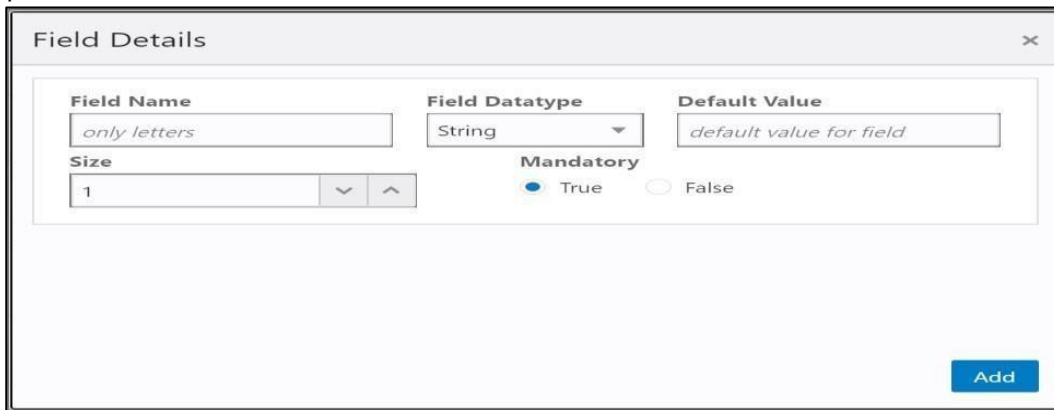 Field Details ×
Field Name Field Datatype Default Value
only letters String default value for field
Size Mandatory
1 True False
Add